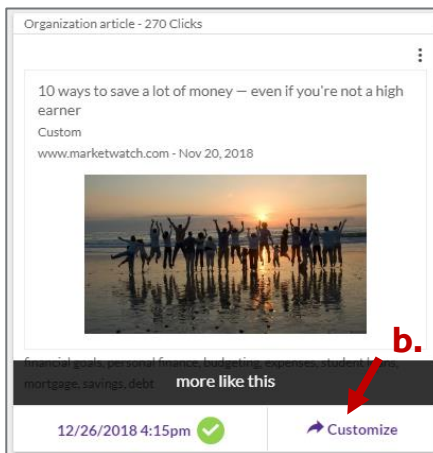 Organization article - 270 Clicks
10 ways to save a lot of money — even if you're not a high
earner
Custom
www.marketwatch.com - Nov 20, 2018
b.
financial goals, personal finance, budgeting, expenses, student loans,
mortgage, savings, debt
more like this
12/26/2018 4:15pm
Customize